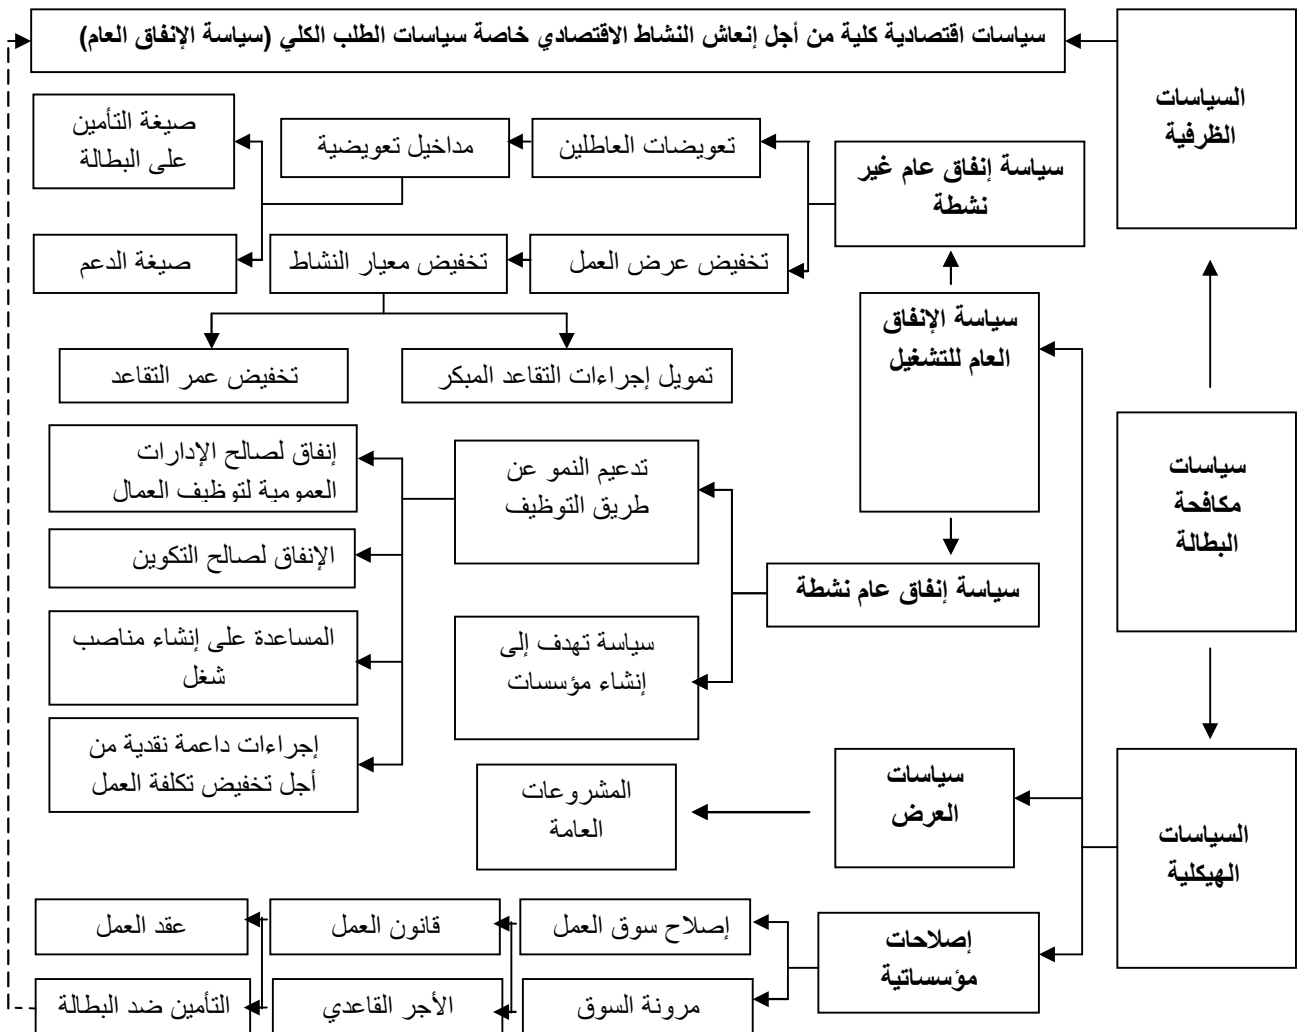 سياسات اقتصادية كلية من أجل إنعاش النشاط الاقتصادي خاصة سياسات الطلب الكلي (سياسة الإنفاق العام)
السياسات
الظرفية
سياسة إنفاق عام غير
نشطة
تعويضات العاطلين
مداخيل تعويضية
صيغة التأمين
على البطالة
تخفيض عرض العمل
تخفيض معيار النشاط
صيغة الدعم
سياسة الإنفاق
العام للتشغيل
تمويل إجراءات التقاعد المبكر
تخفيض عمر التقاعد
سياسات
مكافحة
البطالة
تدعيم النمو عن
طريق التوظيف
إنفاق لصالح الإدارات
العمومية لتوظيف العمال
الإنفاق لصالح التكوين
سياسة إنفاق عام نشطة
سياسة تهدف إلى
إنشاء مؤسسات
المساعدة على إنشاء مناصب
شغل
إجراءات داعمة نقدية من
أجل تخفيض تكلفة العمل
السياسات
الهيكلية
سياسات
العرض
المشروعات
العامة
إصلاحات
مؤسساتية
إصلاح سوق العمل
قانون العمل
عقد العمل
مرونة السوق
الأجر القاعدي
التأمين ضد البطالة